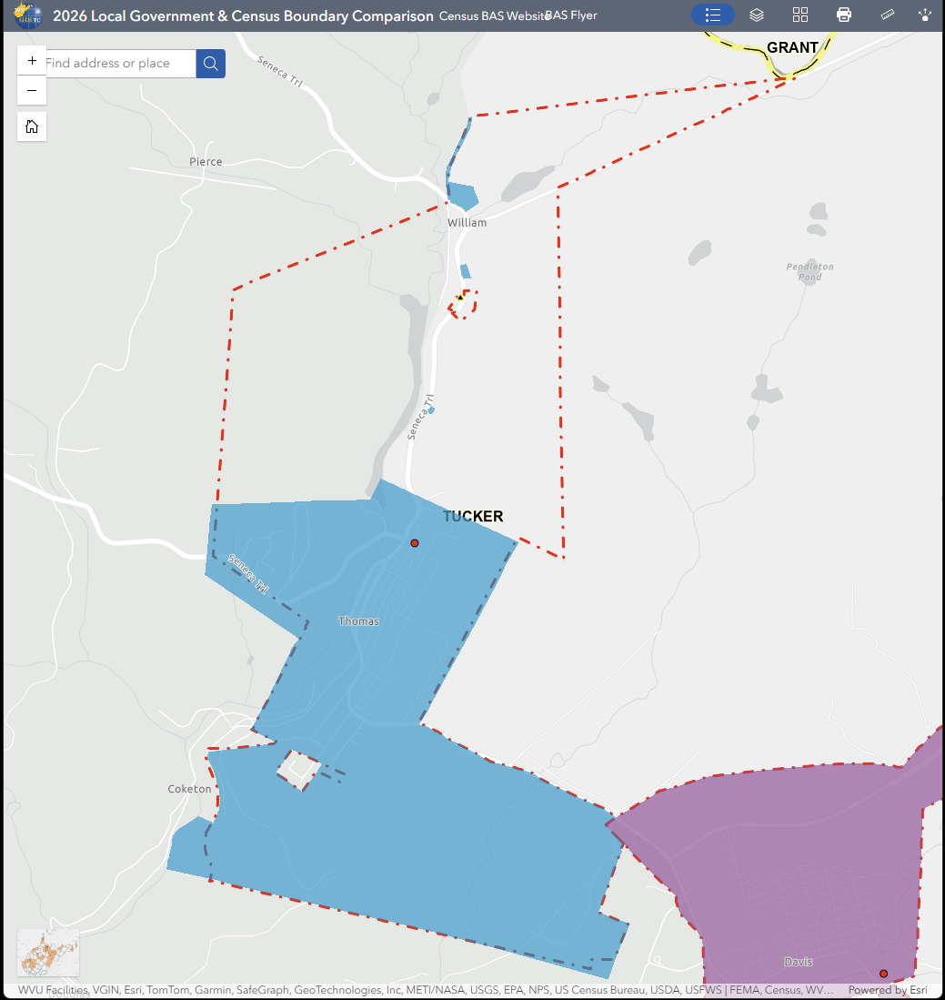 2026 Local Government & Census Boundary Comparison Census BAS Website BAS Flyer
GRANT
Find address or place
Seneca Trl
Pierce
William
Pendleton
Pond
Seneca Trl
TUCKER
Seneca Trl
Thomas
Coketon
Davis
WVU Facilities, VGIN, Esri, TomTom, Garmin, SafeGraph, GeoTechnologies, Inc, METI/NASA, USGS, EPA, NPS, US Census Bureau, USDA, USFWS | FEMA, Census, WV... Powered by Esri